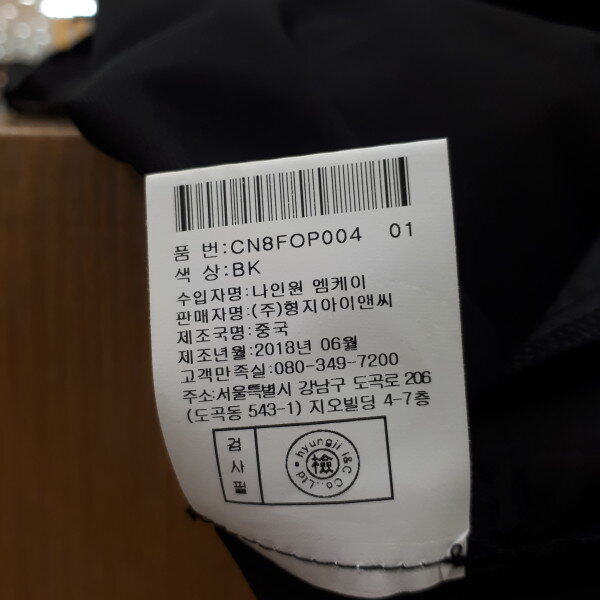 품 번:CN8FOP004 01
색 상:BK
수입자명:나인원 엠케이
판매자명:(주)형지아이앤씨
제조국명:중국
제조년월:2018년 06월
고객만족실:080-349-7200
주소:서울특별시 강남구 도곡로 206
(도곡동 543-1) 지오빌딩 4-7층
검사필
hyungji I&C Co.,Ltd
檢